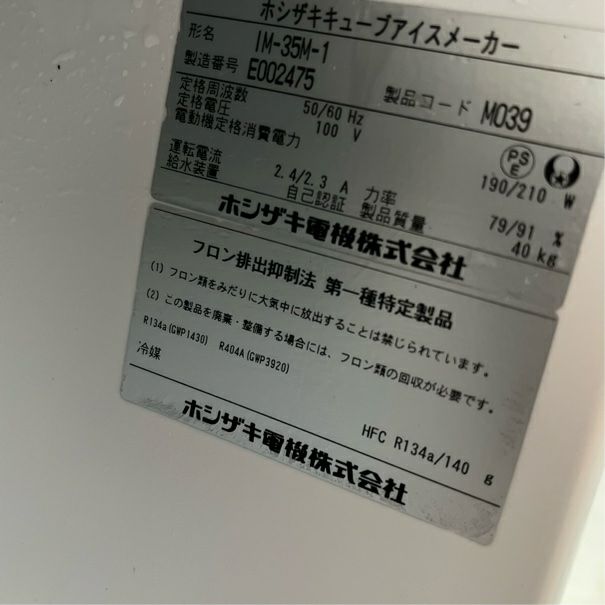 ホシザキキューブアイスメーカー
形名 IM-35M-1
製造番号 E002475 製品コード M039
定格周波数 50/60 Hz
定格電圧 100 V
電動機定格消費電力 190/210 W
PS E
運転電流 2.4/2.3 A 力率 79/91 %
給水装置 自己認証 製品質量 40 kg
ホシザキ電機株式会社
フロン排出抑制法 第一種特定製品
(1) フロン類をみだりに大気中に放出することは禁じられています。
(2) この製品を廃棄・整備する場合には、フロン類の回収が必要です。
R134a(GWP1430) R404A(GWP3920)
冷媒 HFC R134a/140 g
ホシザキ電機株式会社